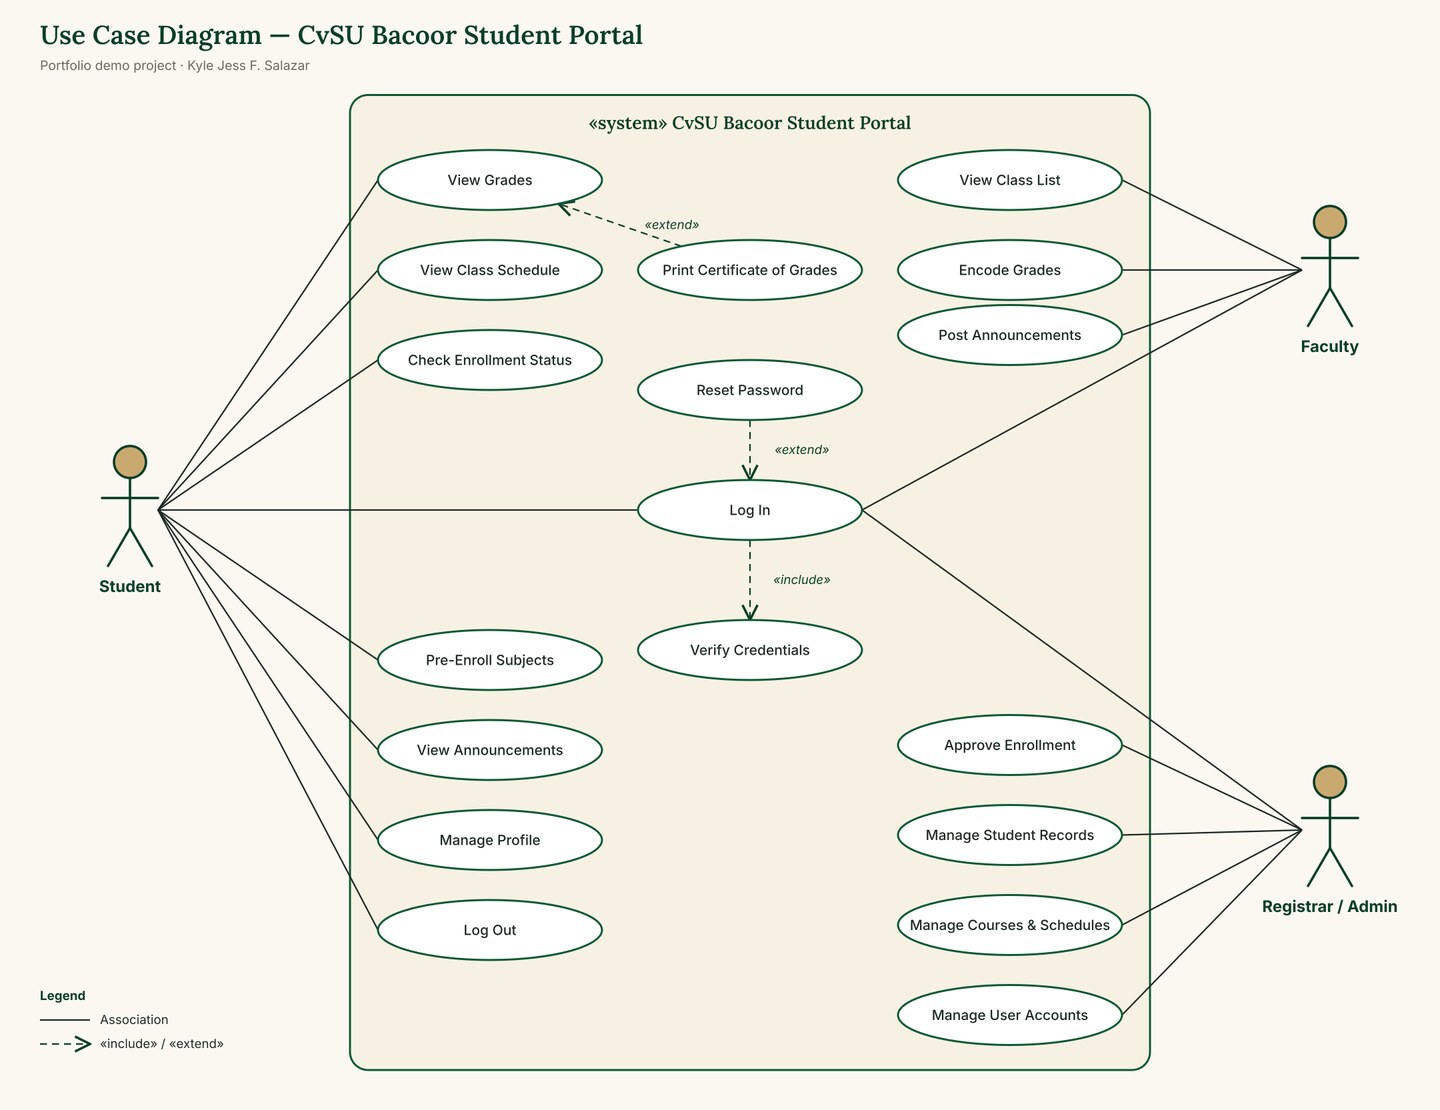 Use Case Diagram — CvSU Bacoor Student Portal
Portfolio demo project · Kyle Jess F. Salazar
«system» CvSU Bacoor Student Portal
View Grades
View Class List
«extend»
View Class Schedule
Print Certificate of Grades
Encode Grades
Post Announcements
Faculty
Check Enrollment Status
Reset Password
«extend»
Log In
Student
«include»
Pre-Enroll Subjects
Verify Credentials
View Announcements
Approve Enrollment
Manage Profile
Manage Student Records
Registrar / Admin
Log Out
Manage Courses & Schedules
Manage User Accounts
Legend
Association
«include» / «extend»